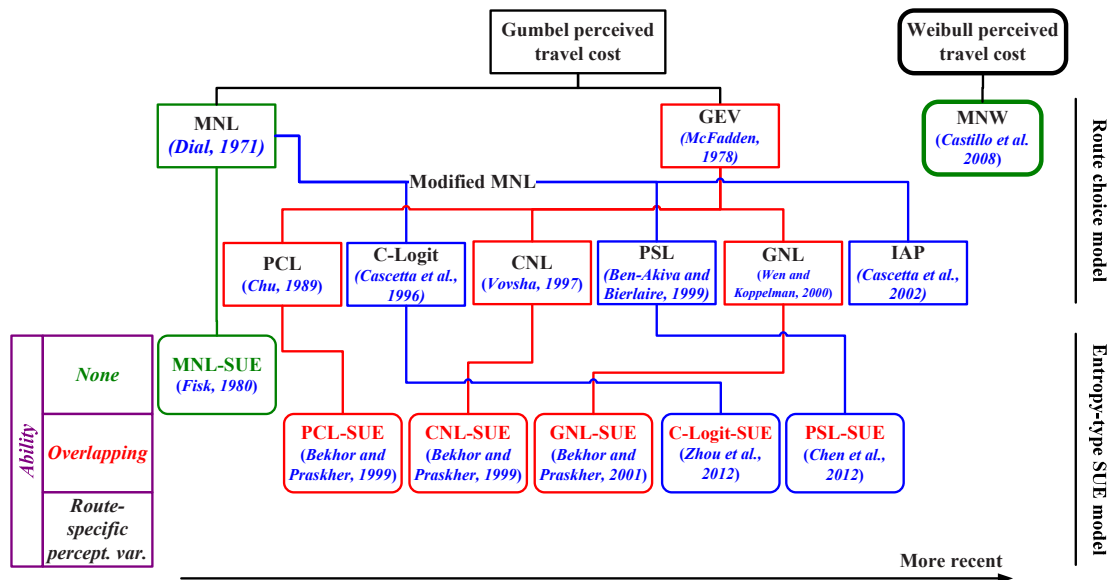 Gumbel perceived
travel cost
Weibull perceived
travel cost
MNL
(Dial, 1971)
GEV
(McFadden,
1978)
MNW
(Castillo et al.
2008)
Route choice model
Modified MNL
PCL
(Chu, 1989)
C-Logit
(Cascetta et al.,
1996)
CNL
(Vovsha, 1997)
PSL
(Ben-Akiva and
Bierlaire, 1999)
GNL
(Wen and
Koppelman, 2000)
IAP
(Cascetta et al.,
2002)
Ability
None
Overlapping
Route-
specific
percept. var.
MNL-SUE
(Fisk, 1980)
PCL-SUE
(Bekhor and
Praskher, 1999)
CNL-SUE
(Bekhor and
Praskher, 1999)
GNL-SUE
(Bekhor and
Praskher, 2001)
C-Logit-SUE
(Zhou et al.,
2012)
PSL-SUE
(Chen et al.,
2012)
Entropy-type SUE model
More recent